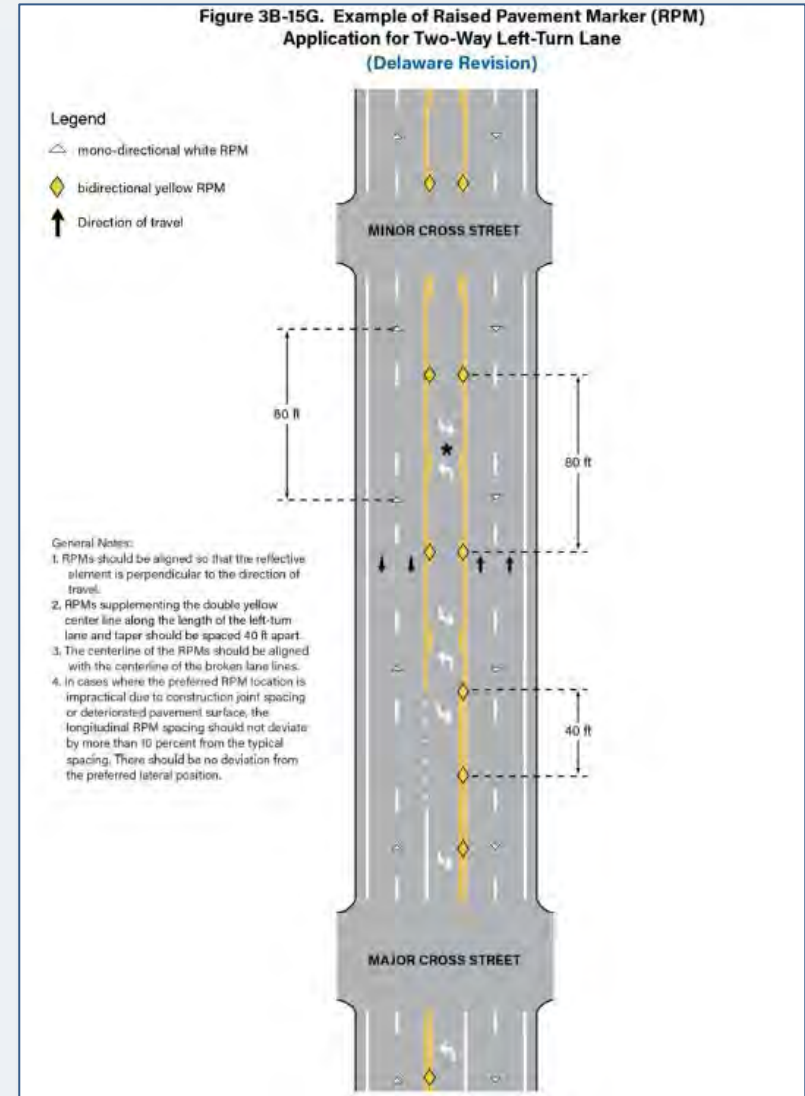 Figure 3B-15G. Example of Raised Pavement Marker (RPM)
Application for Two-Way Left-Turn Lane
(Delaware Revision)
Legend
mono-directional white RPM
bidirectional yellow RPM
Direction of travel
MINOR CROSS STREET
80 ft
*
80 ft
General Notes:
1. RPMs should be aligned so that the reflective
element is perpendicular to the direction of
travel.
2. RPMs supplementing the double yellow
center line along the length of the left-turn
lane and taper should be spaced 40 ft apart.
3. The centerline of the RPMs should be aligned
with the centerline of the broken lane lines.
4. In cases where the preferred RPM location is
impractical due to construction joint spacing
or deteriorated pavement surface, the
longitudinal RPM spacing should not deviate
by more than 10 percent from the typical
spacing. There should be no deviation from
the preferred lateral position.
40 ft
MAJOR CROSS STREET